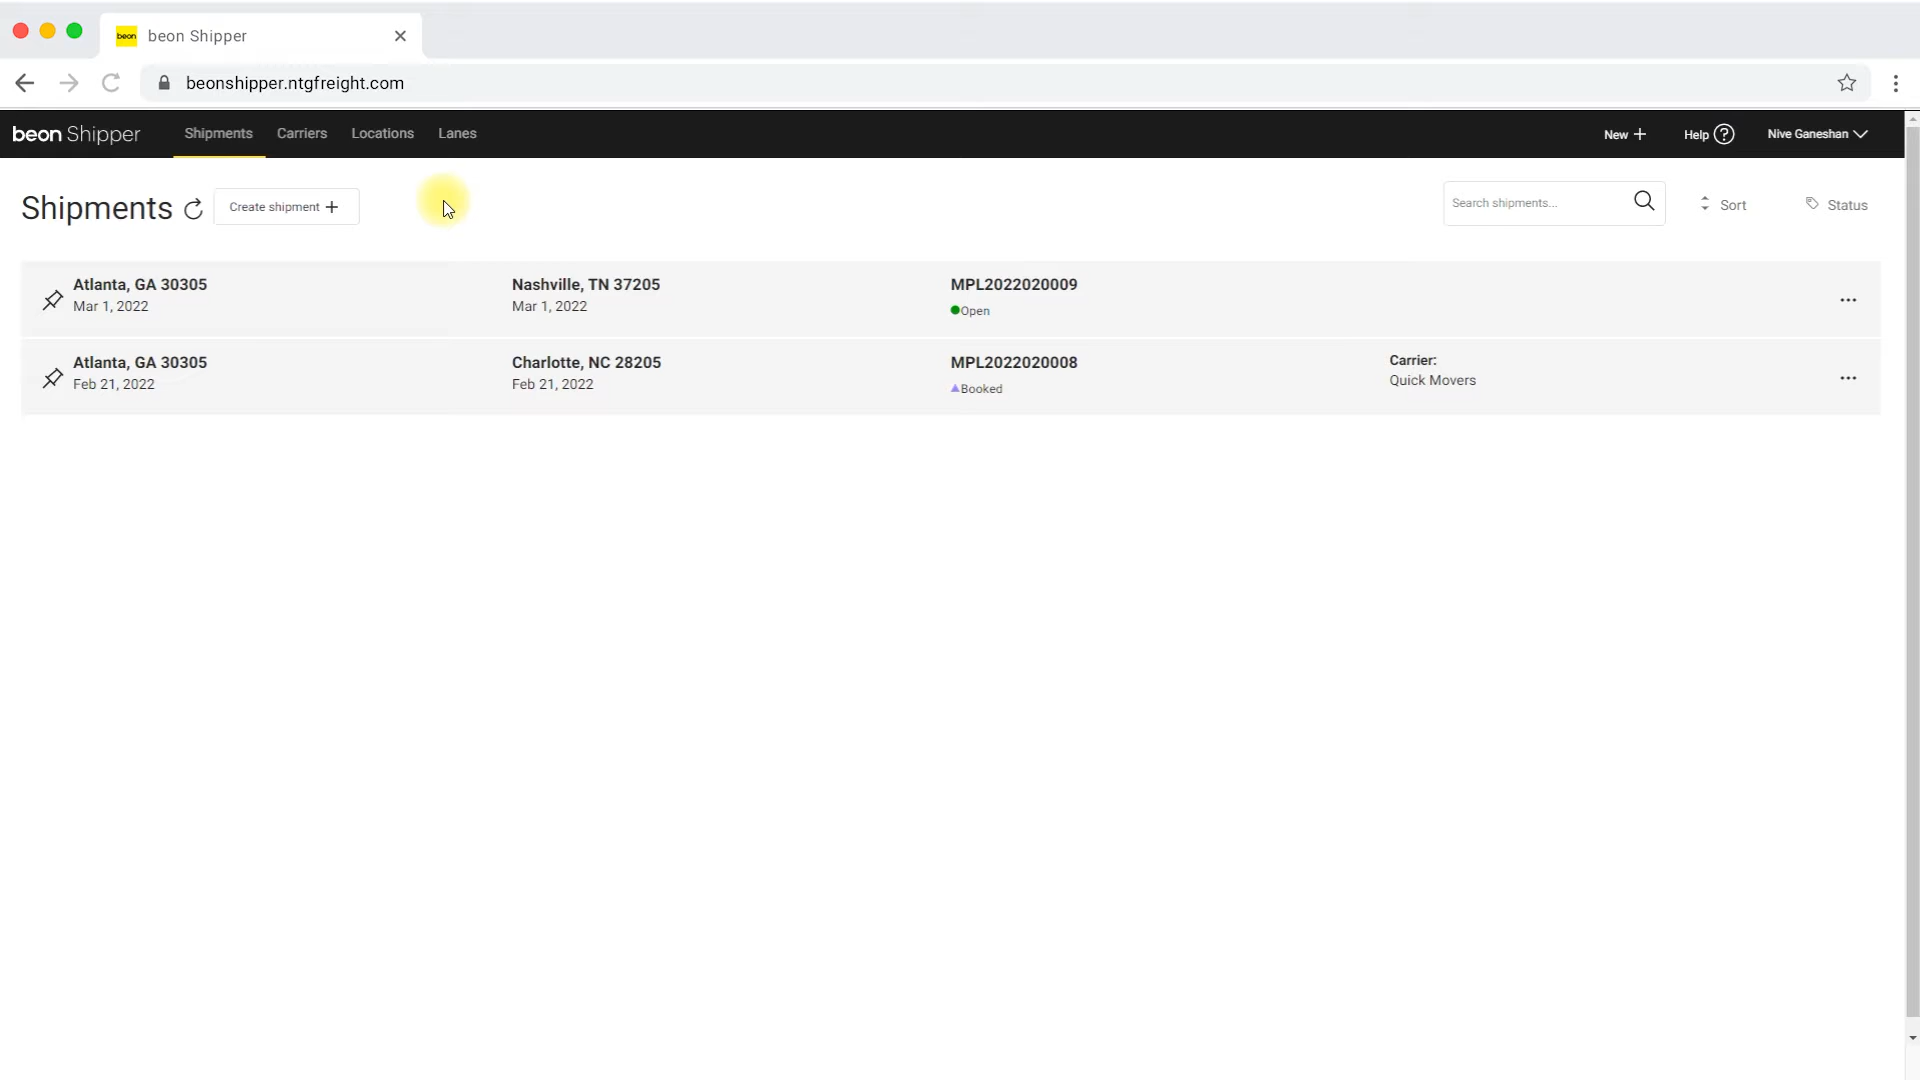 beon beon Shipper
beonshipper.ntgfreight.com
beon Shipper Shipments Carriers Locations Lanes New + Help ? Nive Ganeshan
Shipments Create shipment + Search shipments... Sort Status
Atlanta, GA 30305 Nashville, TN 37205 MPL2022020009
Mar 1, 2022 Mar 1, 2022 Open
Atlanta, GA 30305 Charlotte, NC 28205 MPL2022020008 Carrier:
Feb 21, 2022 Feb 21, 2022 Booked Quick Movers